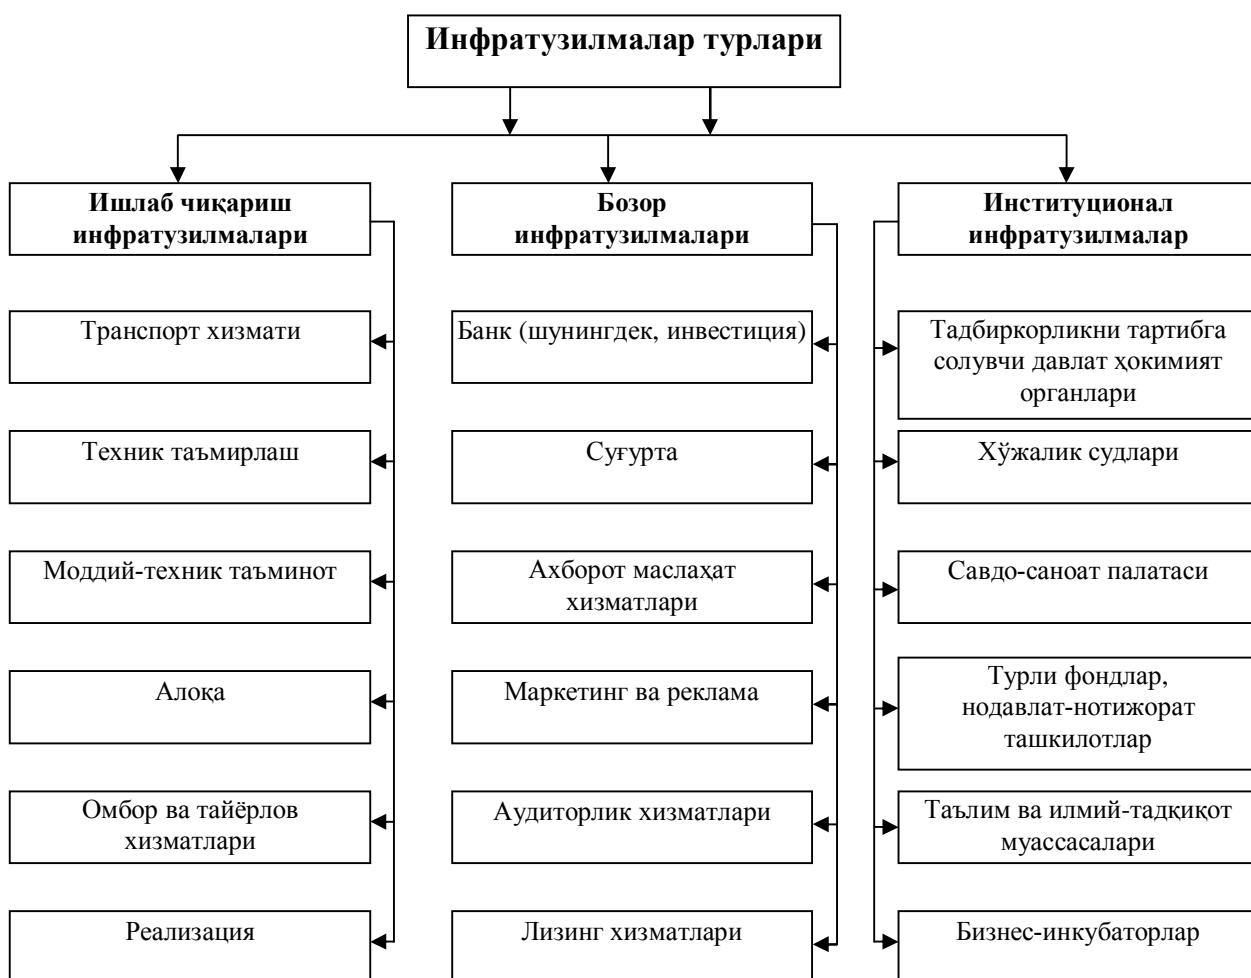 Инфратузилмалар турлари
Ишлаб чиқариш
инфратузилмалари
Транспорт хизмати
Техник таъмирлаш
Моддий-техник таъминот
Алоқа
Омбор ва тайёрлов
хизматлари
Реализация
Бозор
инфратузилмалари
Банк (шунингдек, инвестиция)
Суғурта
Ахборот маслаҳат
хизматлари
Маркетинг ва реклама
Аудиторлик хизматлари
Лизинг хизматлари
Институционал
инфратузилмалар
Тадбиркорликни тартибга
солувчи давлат ҳокимият
органлари
Хўжалик судлари
Савдо-саноат палатаси
Турли фондлар,
нодавлат-нотижорат
ташкилотлар
Таълим ва илмий-тадқиқот
муассасалари
Бизнес-инкубаторлар